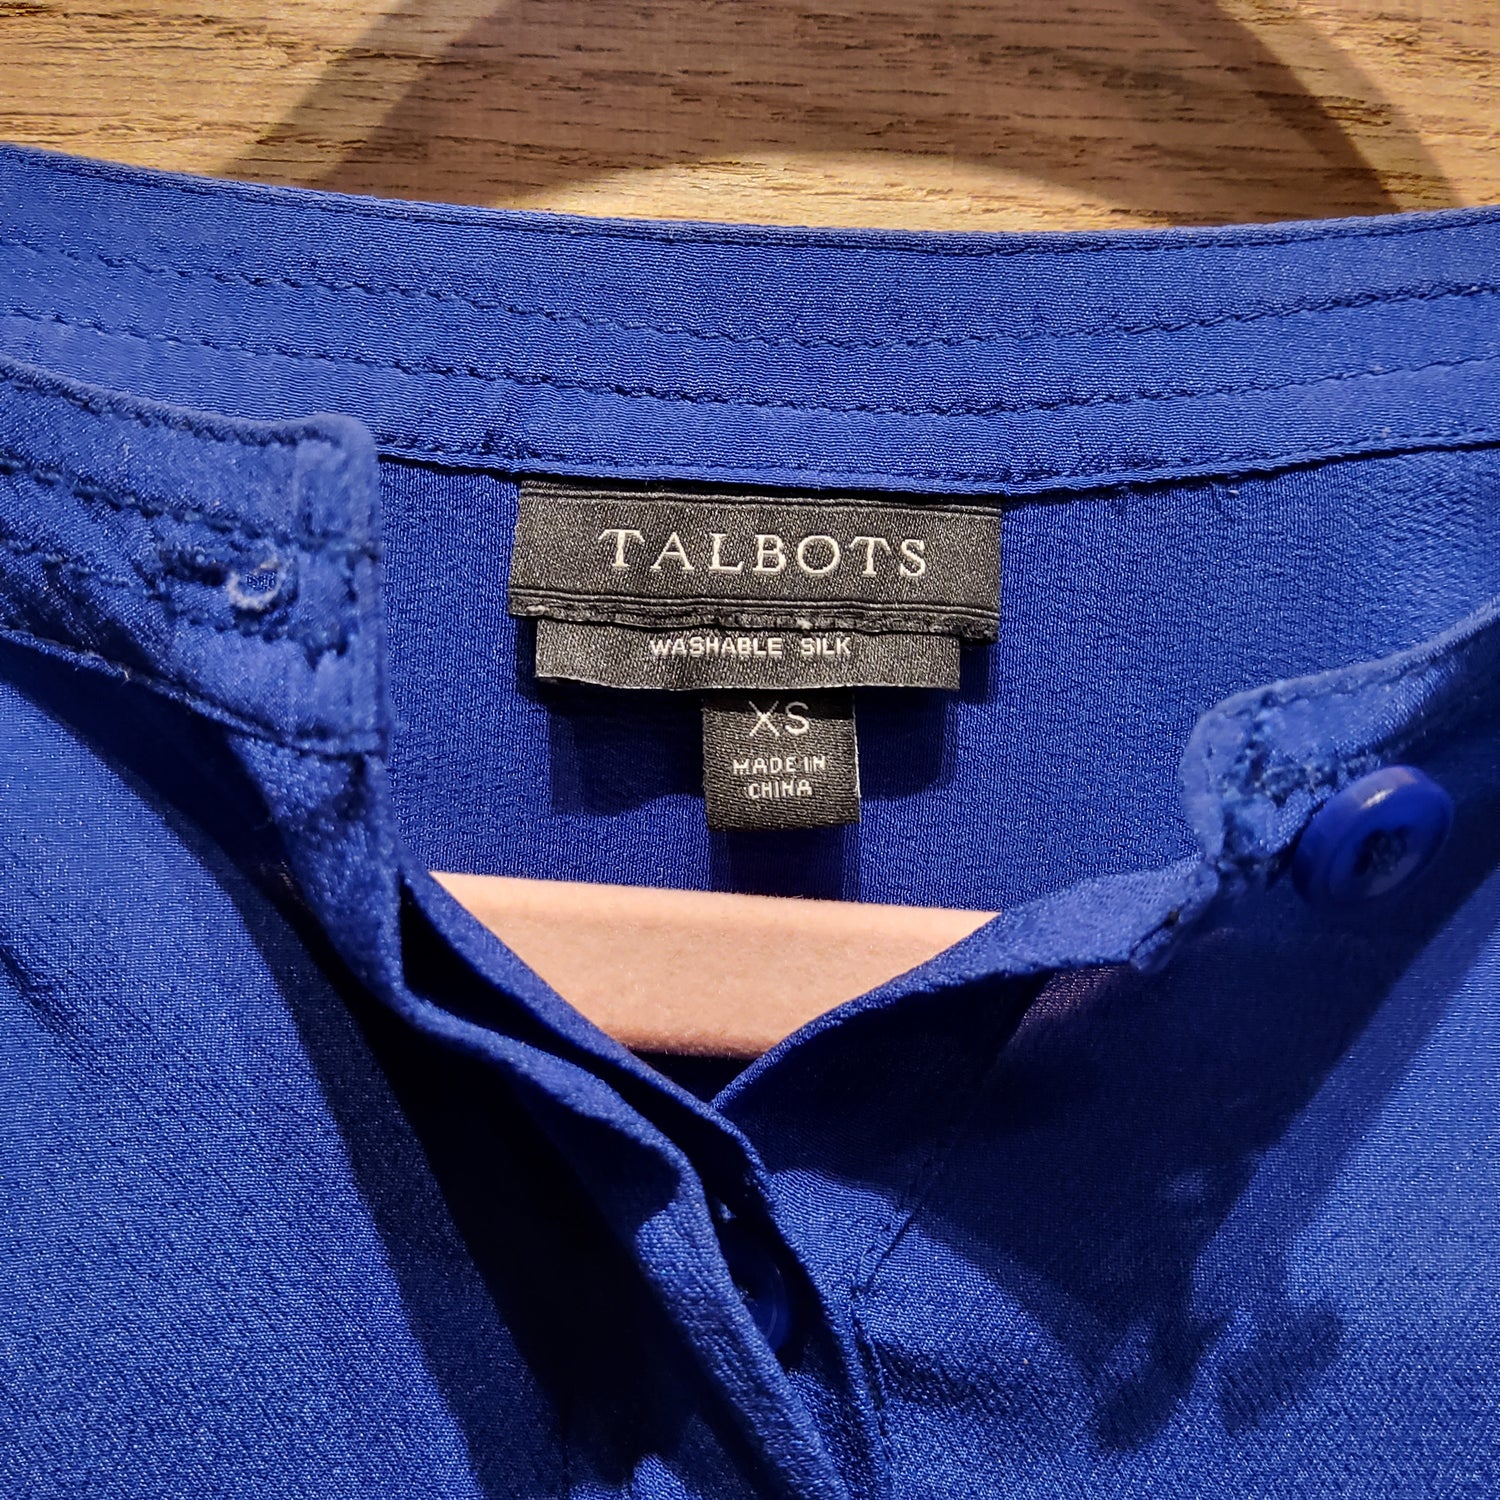 TALBOTS
WASHABLE SILK
XS
MADE IN
CHINA